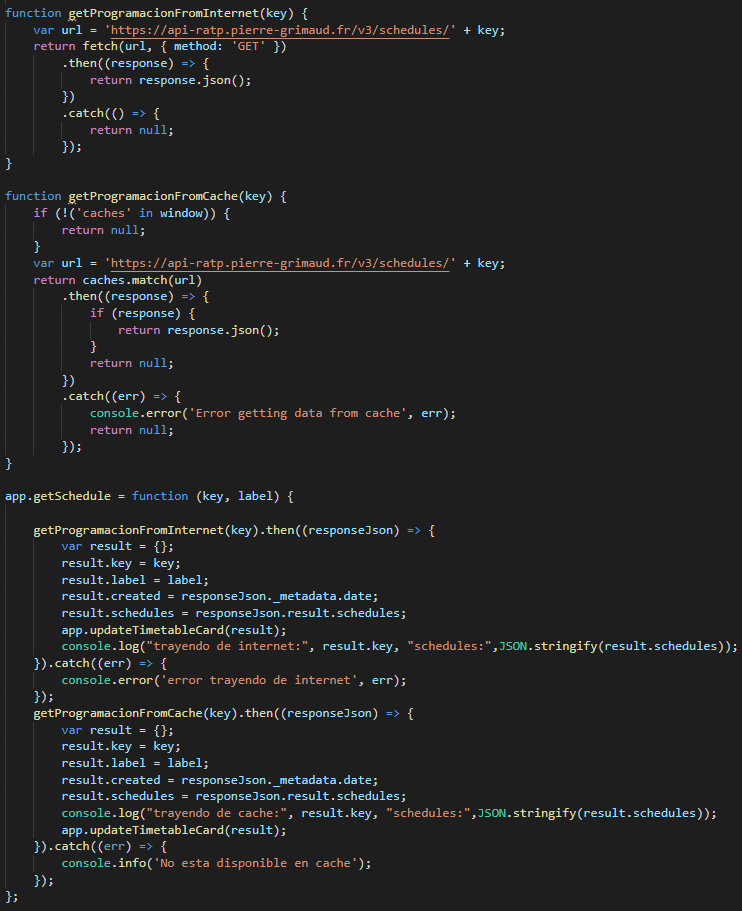 function getProgramacionFromInternet(key) {
    var url = 'https://api-ratp.pierre-grimaud.fr/v3/schedules/' + key;
    return fetch(url, { method: 'GET' })
        .then((response) => {
            return response.json();
        })
        .catch(() => {
            return null;
        });
}

function getProgramacionFromCache(key) {
    if (!('caches' in window)) {
        return null;
    }
    var url = 'https://api-ratp.pierre-grimaud.fr/v3/schedules/' + key;
    return caches.match(url)
        .then((response) => {
            if (response) {
                return response.json();
            }
            return null;
        })
        .catch((err) => {
            console.error('Error getting data from cache', err);
            return null;
        });
}

app.getSchedule = function (key, label) {

    getProgramacionFromInternet(key).then((responseJson) => {
        var result = {};
        result.key = key;
        result.label = label;
        result.created = responseJson._metadata.date;
        result.schedules = responseJson.result.schedules;
        app.updateTimetableCard(result);
        console.log("trayendo de internet:", result.key, "schedules:",JSON.stringify(result.schedules));
    }).catch((err) => {
        console.error('error trayendo de internet', err);
    });
    getProgramacionFromCache(key).then((responseJson) => {
        var result = {};
        result.key = key;
        result.label = label;
        result.created = responseJson._metadata.date;
        result.schedules = responseJson.result.schedules;
        console.log("trayendo de cache:", result.key, "schedules:",JSON.stringify(result.schedules));
        app.updateTimetableCard(result);
    }).catch((err) => {
        console.info('No esta disponible en cache');
    });
};